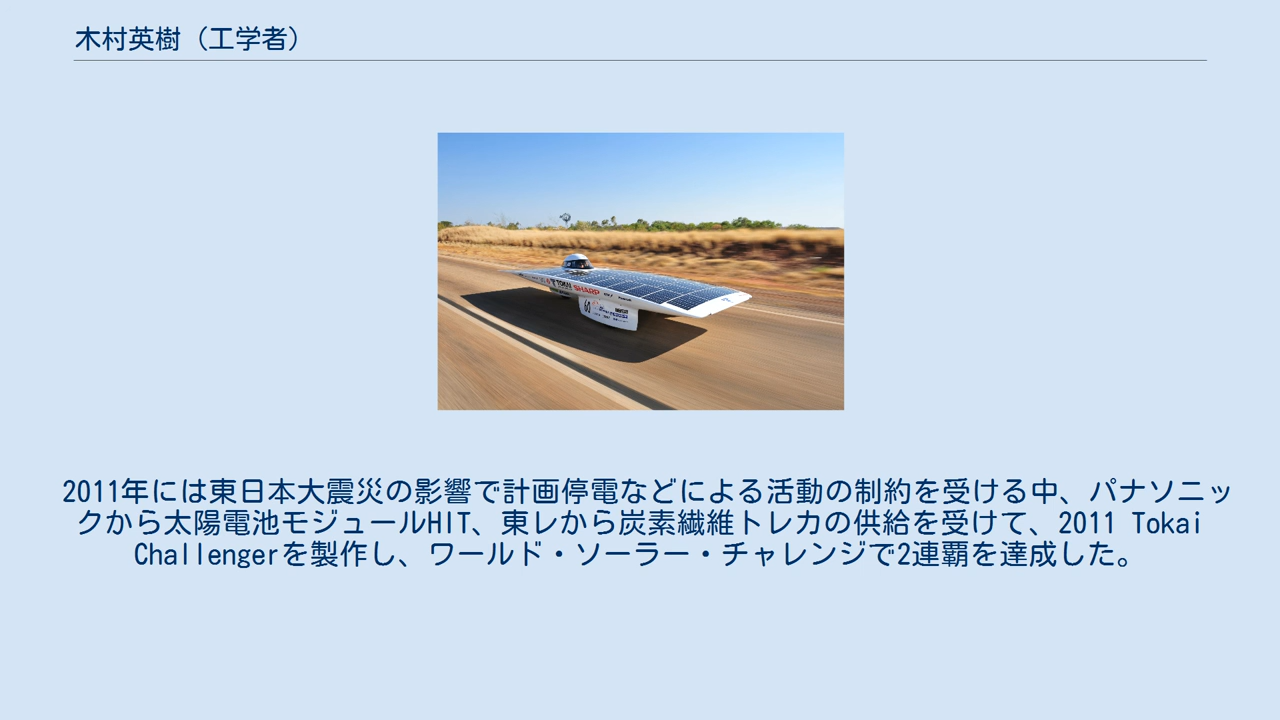 木村英樹（工学者）
TOKAI SHARP
60
2011年には東日本大震災の影響で計画停電などによる活動の制約を受ける中、パナソニッ
クから太陽電池モジュールHIT、東レから炭素繊維トレカの供給を受けて、2011 Tokai
Challengerを製作し、ワールド・ソーラー・チャレンジで2連覇を達成した。